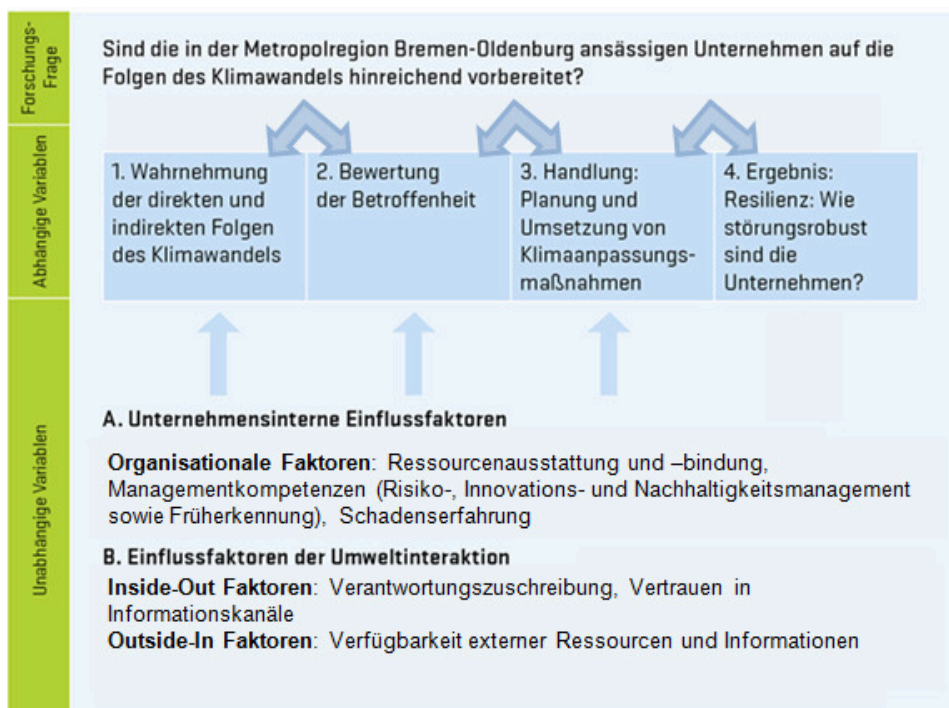 Forschungs-
Frage
Sind die in der Metropolregion Bremen-Oldenburg ansässigen Unternehmen auf die
Folgen des Klimawandels hinreichend vorbereitet?
Abhängige Variablen
1. Wahrnehmung
der direkten und
indirekten Folgen
des Klimawandels
2. Bewertung
der Betroffenheit
3. Handlung:
Planung und
Umsetzung von
Klimaanpassungs-
maßnahmen
4. Ergebnis:
Resilienz: Wie
störungsrobust
sind die
Unternehmen?
Unabhängige Variablen
A. Unternehmensinterne Einflussfaktoren
Organisationale Faktoren: Ressourcenausstattung und –bindung,
Managementkompetenzen (Risiko-, Innovations- und Nachhaltigkeitsmanagement
sowie Früherkennung), Schadenserfahrung
B. Einflussfaktoren der Umweltinteraktion
Inside-Out Faktoren: Verantwortungszuschreibung, Vertrauen in
Informationskanäle
Outside-In Faktoren: Verfügbarkeit externer Ressourcen und Informationen